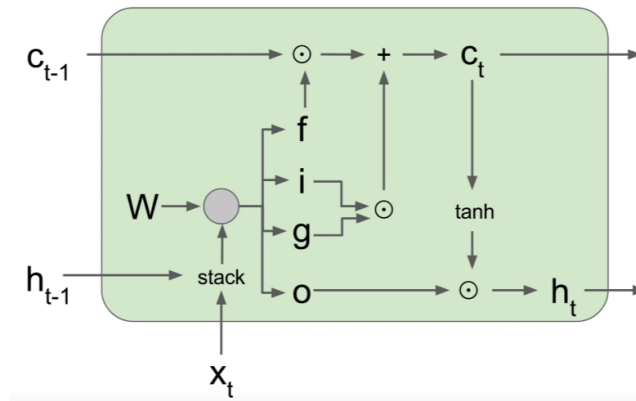 c_{t-1} ⊙ + c_t
f
W i ⊙ tanh
g
h_{t-1} stack o ⊙ h_t
x_t